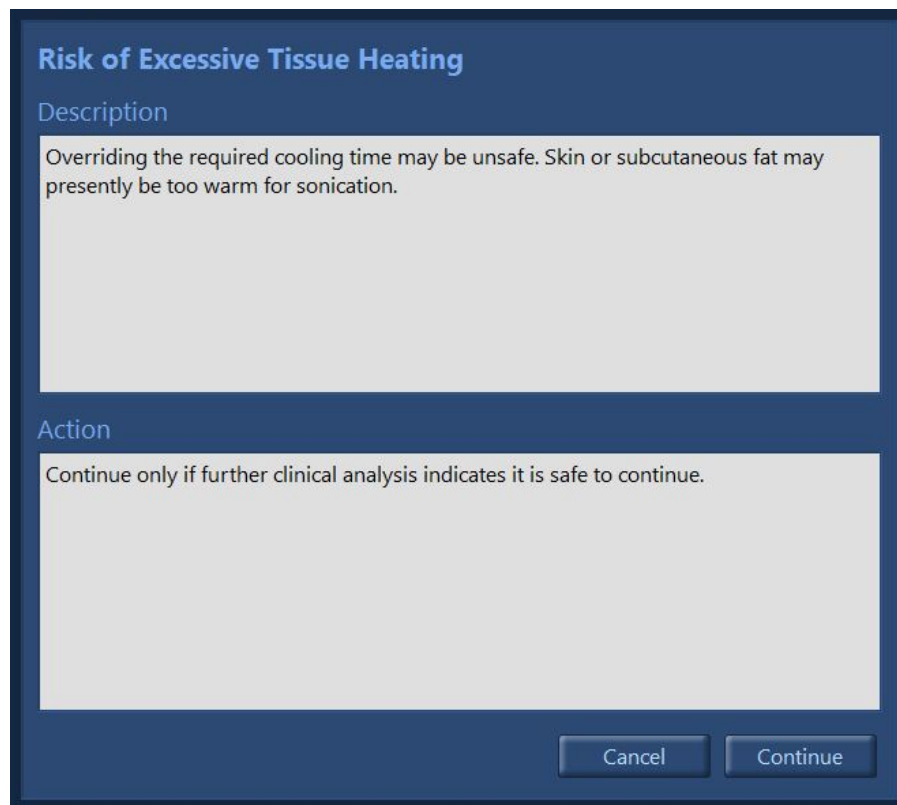 Risk of Excessive Tissue Heating
Description
Overriding the required cooling time may be unsafe. Skin or subcutaneous fat may
presently be too warm for sonication.
Action
Continue only if further clinical analysis indicates it is safe to continue.
Cancel Continue